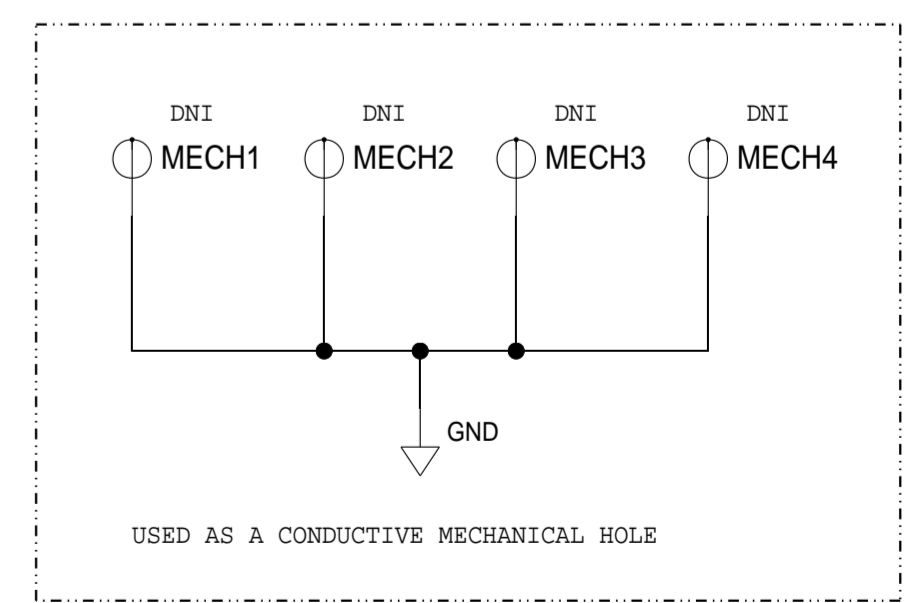 DNI DNI DNI DNI
MECH1 MECH2 MECH3 MECH4
GND
USED AS A CONDUCTIVE MECHANICAL HOLE